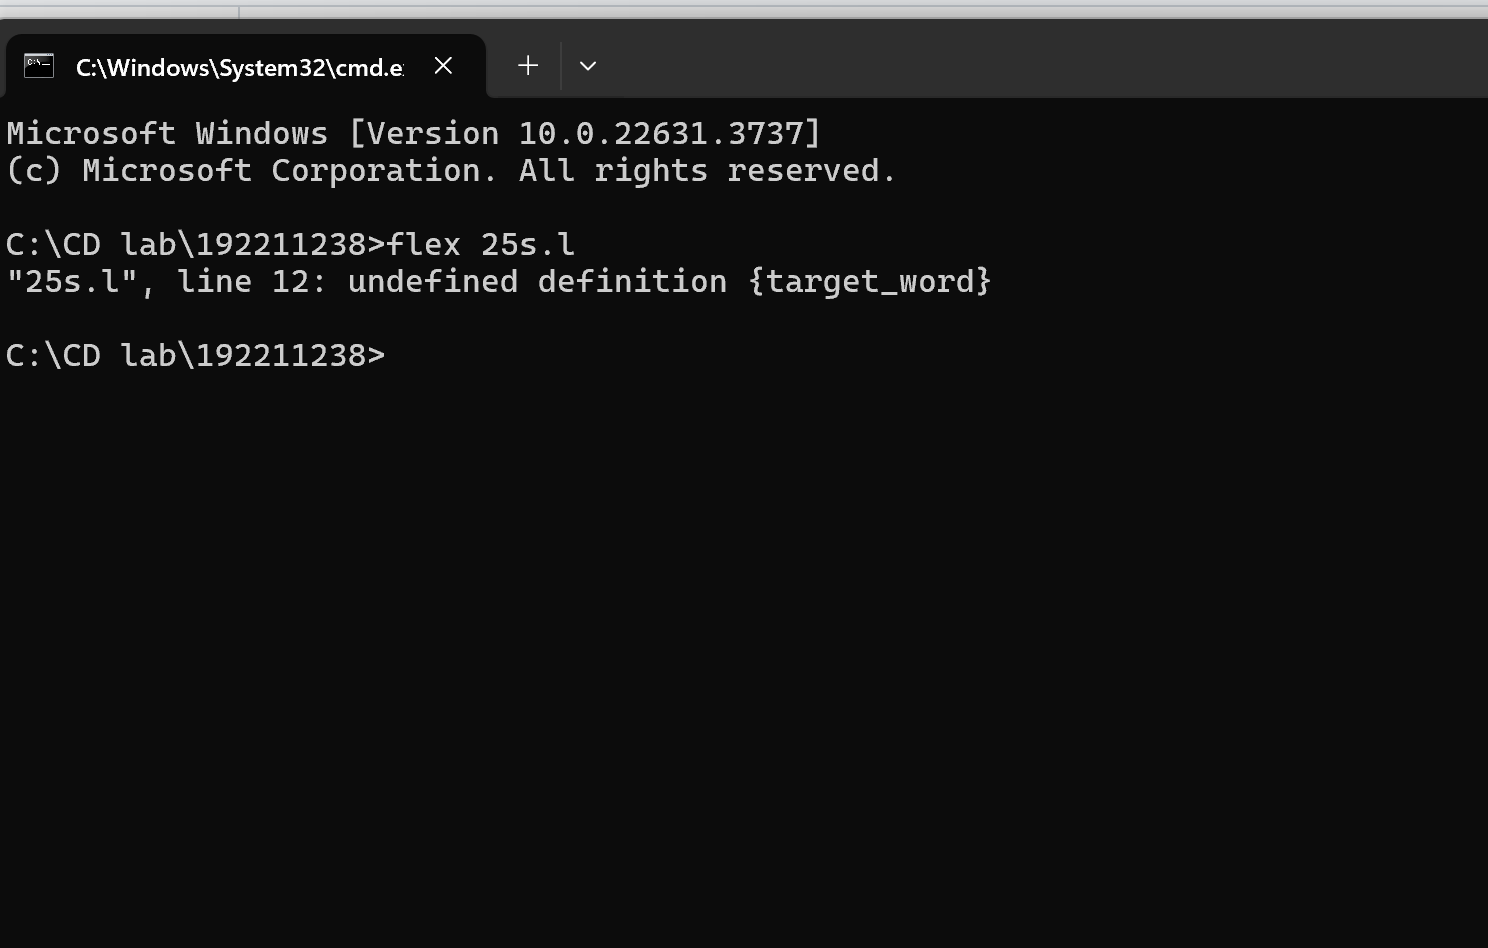 C:\Windows\System32\cmd.e
Microsoft Windows [Version 10.0.22631.3737]
(c) Microsoft Corporation. All rights reserved.
C:\CD lab\192211238>flex 25s.l
"25s.l", line 12: undefined definition {target_word}
C:\CD lab\192211238>